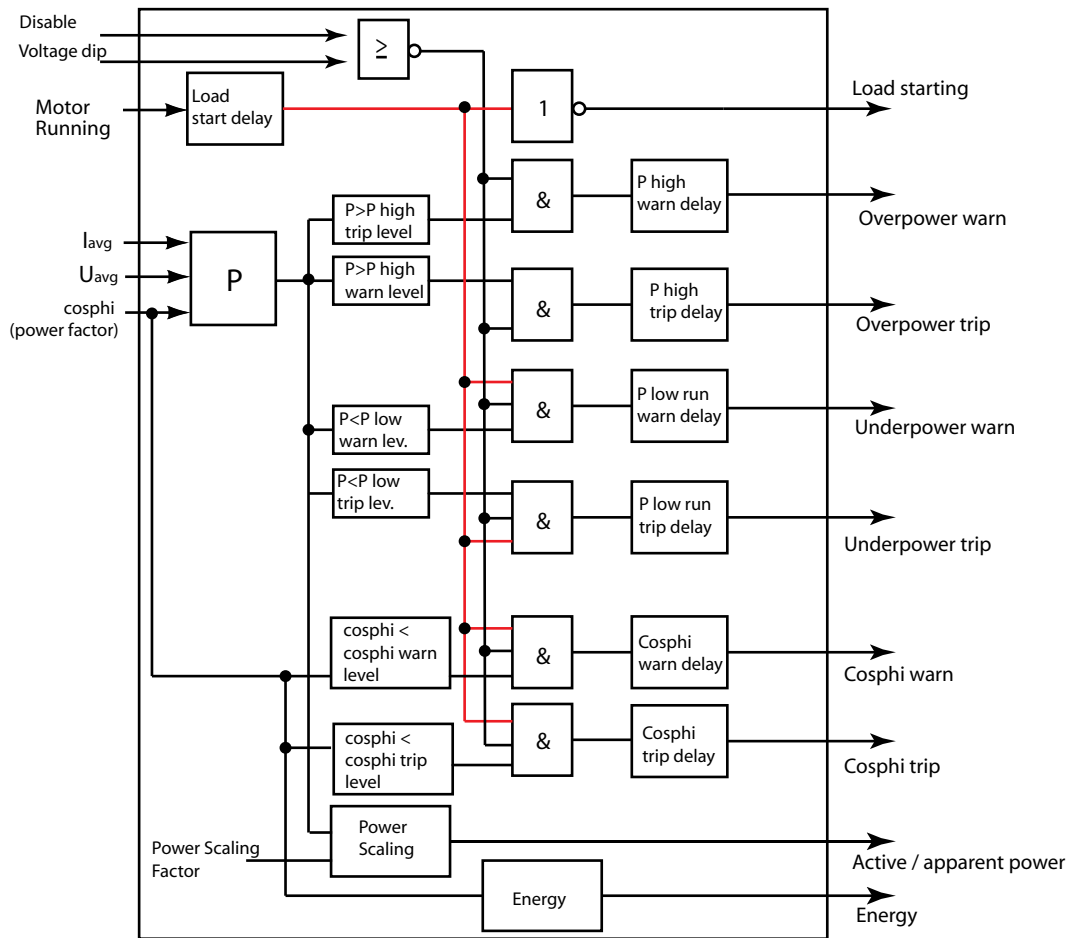 Disable
Voltage dip
≥
Motor
Running
Load
start delay
1
Load starting
P>P high
trip level
&
P high
warn delay
Overpower warn
Iavg
Uavg
cosphi
(power factor)
P
P>P high
warn level
&
P high
trip delay
Overpower trip
P<P low
warn lev.
&
P low run
warn delay
Underpower warn
P<P low
trip lev.
&
P low run
trip delay
Underpower trip
cosphi <
cosphi warn
level
&
Cosphi
warn delay
Cosphi warn
cosphi <
cosphi trip
level
&
Cosphi
trip delay
Cosphi trip
Power Scaling
Factor
Power
Scaling
Active / apparent power
Energy
Energy